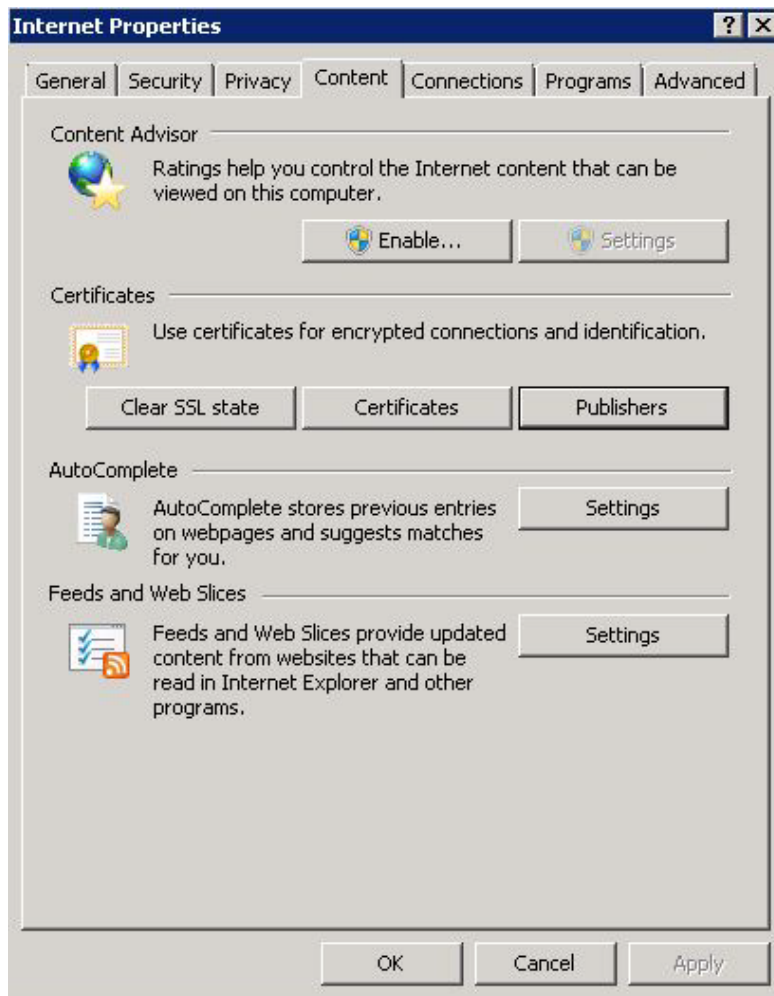 Internet Properties
General Security Privacy Content Connections Programs Advanced
Content Advisor
Ratings help you control the Internet content that can be
viewed on this computer.
Enable... Settings
Certificates
Use certificates for encrypted connections and identification.
Clear SSL state Certificates Publishers
AutoComplete
AutoComplete stores previous entries
on webpages and suggests matches
for you.
Settings
Feeds and Web Slices
Feeds and Web Slices provide updated
content from websites that can be
read in Internet Explorer and other
programs.
Settings
OK Cancel Apply